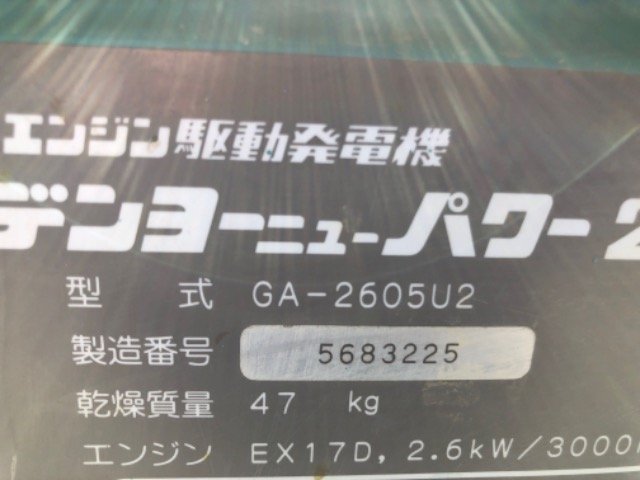 エンジン駆動発電機
デンヨーニューパワー2
型式 GA-2605U2
製造番号 5683225
乾燥質量 47 kg
エンジン EX17D, 2.6kW/3000